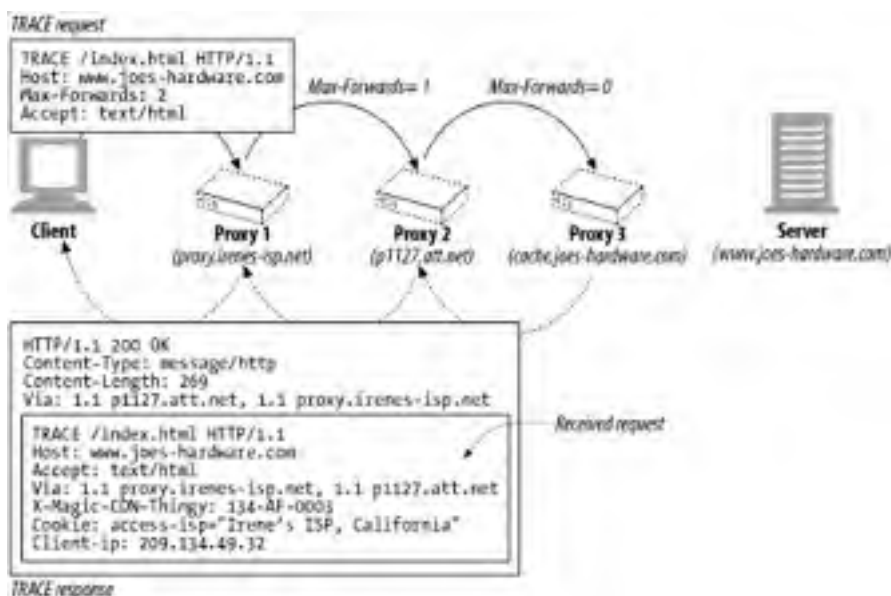 TRACE request
TRACE /index.html HTTP/1.1
Host: www.joes-hardware.com
Max-Forwards: 2
Accept: text/html
Max-Forwards= 1
Max-Forwards= 0
Client
Proxy 1
(proxy.irenes-isp.net)
Proxy 2
(p1127.att.net)
Proxy 3
(cache.joes-hardware.com)
Server
(www.joes-hardware.com)
HTTP/1.1 200 OK
Content-Type: message/http
Content-Length: 269
Via: 1.1 p1127.att.net, 1.1 proxy.irenes-isp.net
Received request
TRACE /index.html HTTP/1.1
Host: www.joes-hardware.com
Accept: text/html
Via: 1.1 proxy.irenes-isp.net, 1.1 p1127.att.net
X-Magic-CDN-Thingy: 134-AF-0003
Cookie: access-isp="Irene's ISP, California"
Client-ip: 209.134.49.32
TRACE response